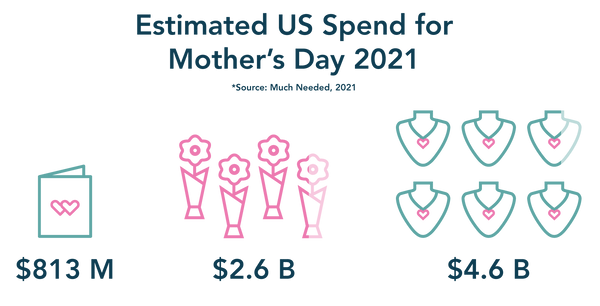 Estimated US Spend for
Mother's Day 2021
*Source: Much Needed, 2021
$813 M
$2.6 B
$4.6 B